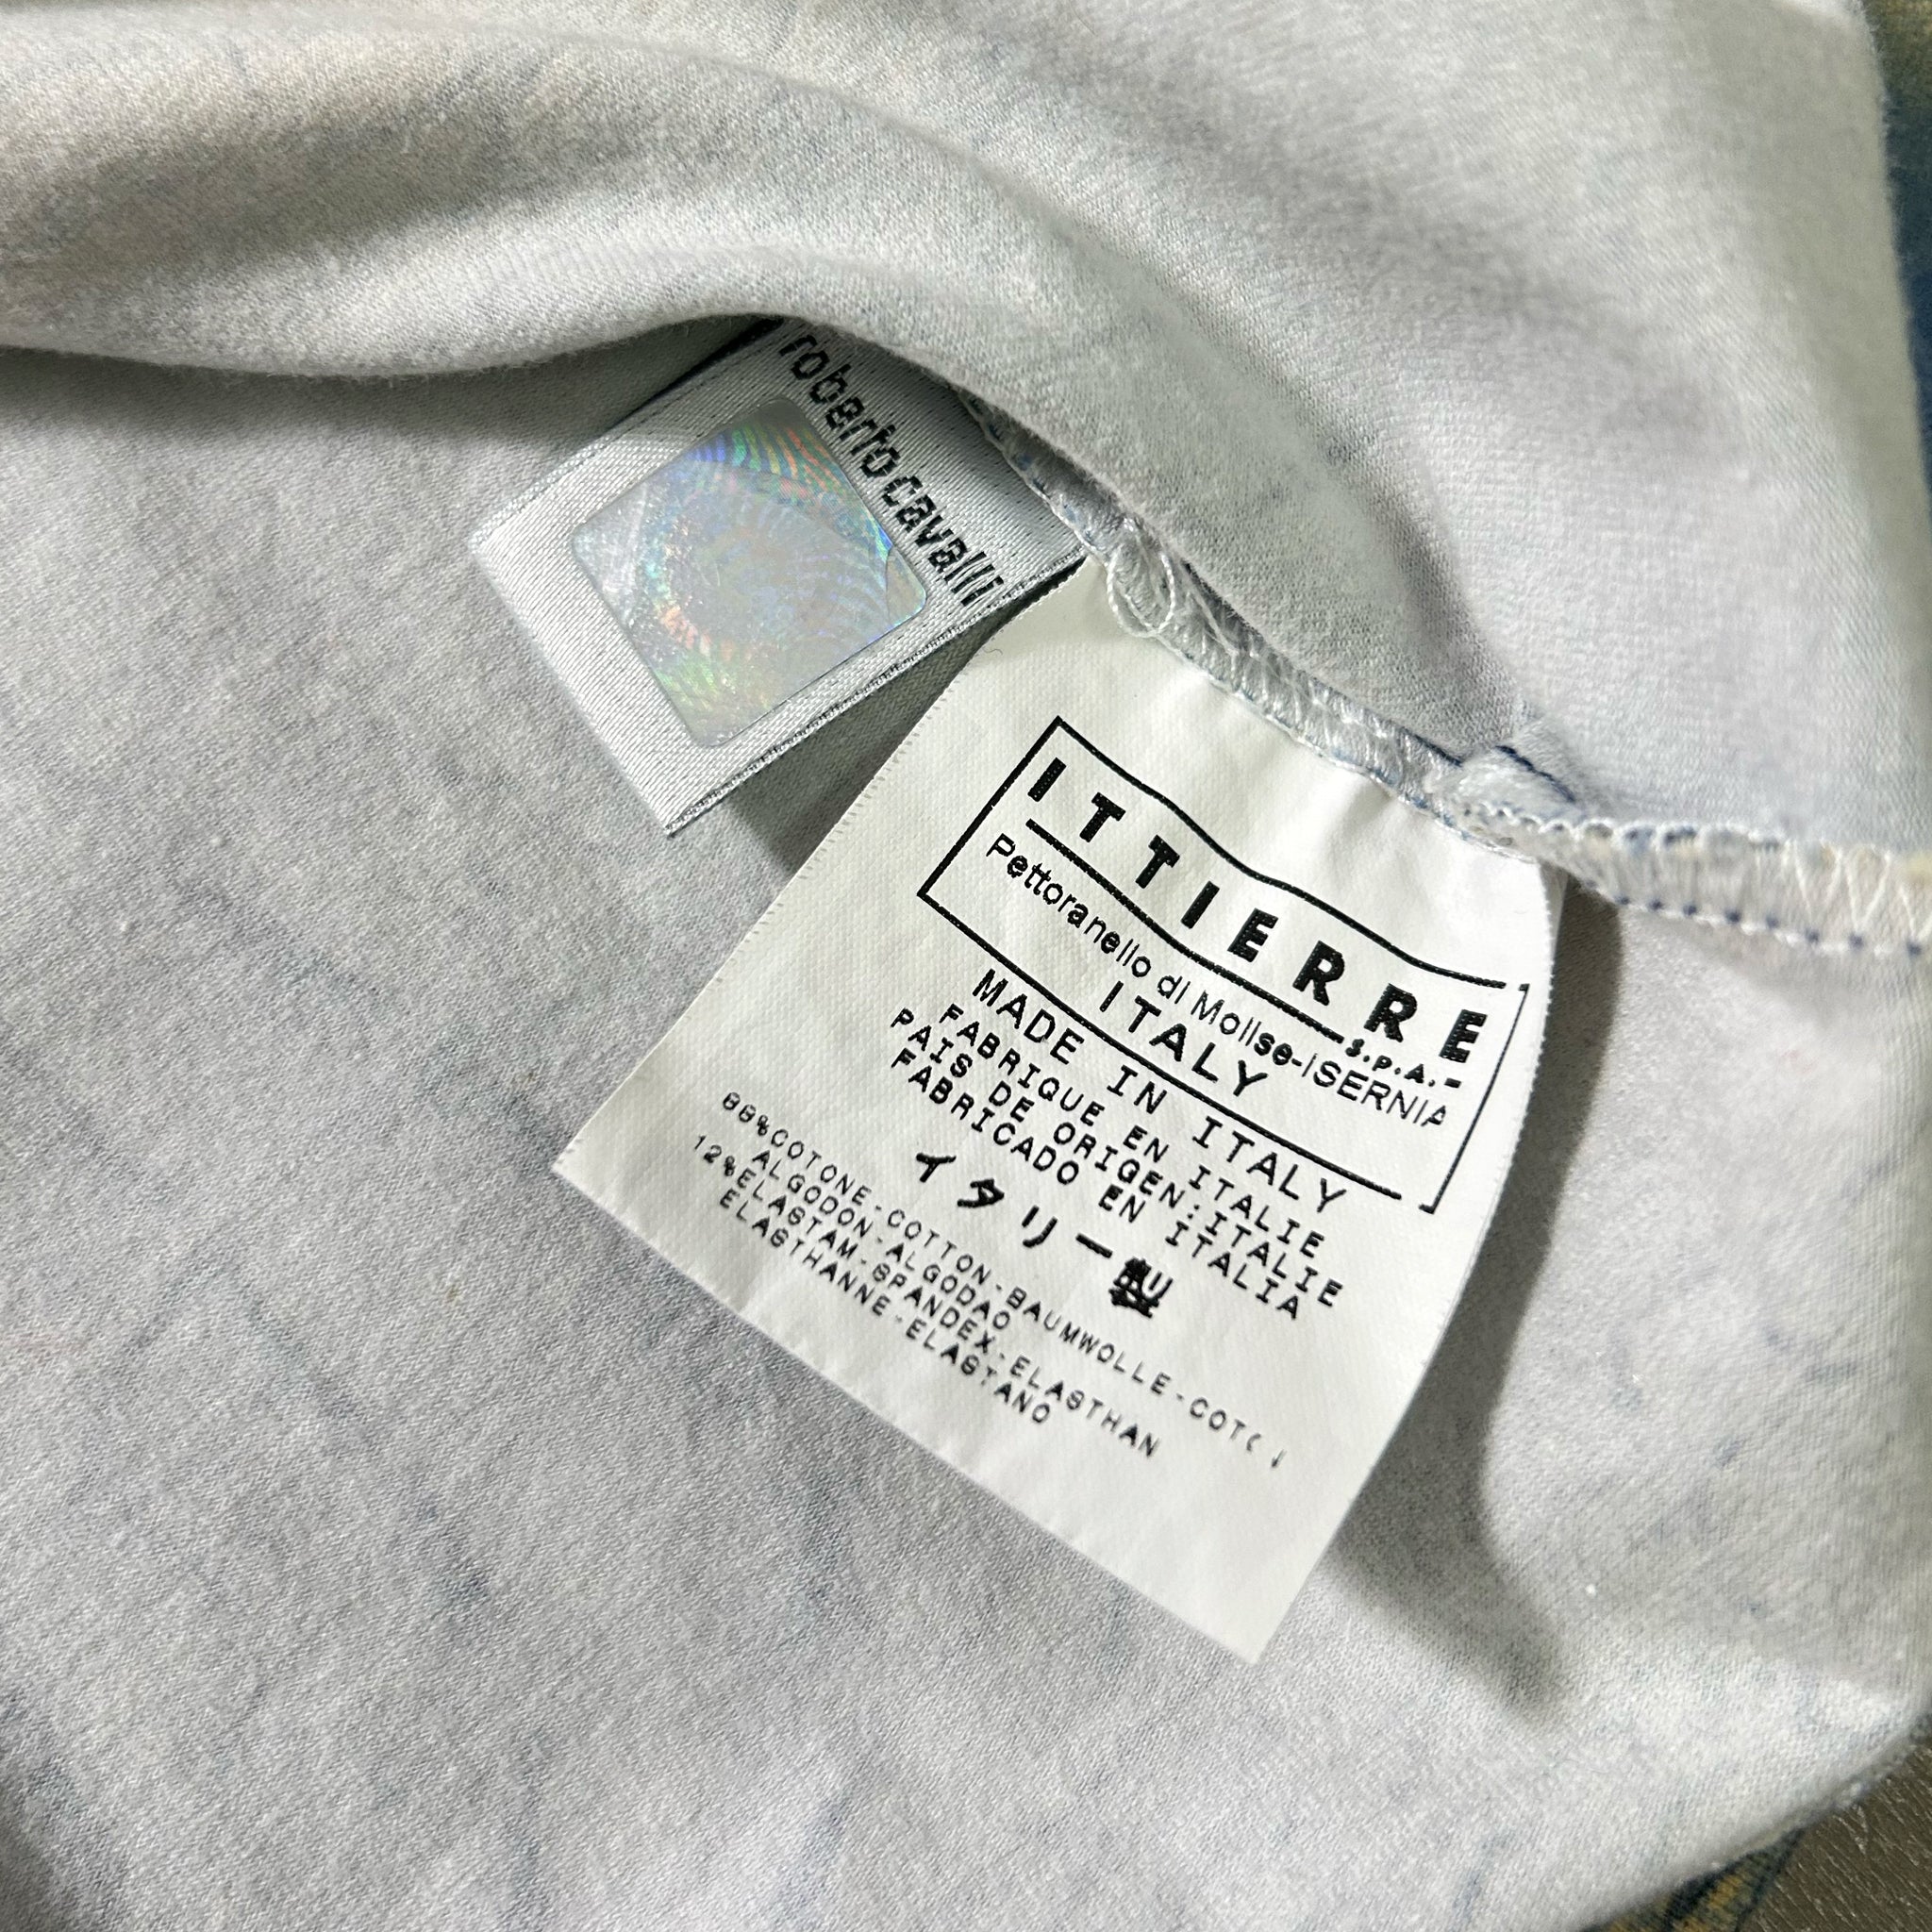 roberto cavalli
ITTIERRE
S.P.A.-
Pettoranello di Molise-ISERNIA
ITALY
MADE IN ITALY
FABRIQUE EN ITALIE
PAIS DE ORIGEN:ITALIE
FABRICADO EN ITALIA
イタリー製
88%COTONE-COTTON-BAUMWOLLE-COTON
ALGODON-ALGODAO
12%ELASTAM-SPANDEX-ELASTHAN
ELASTHANNE-ELASTANO